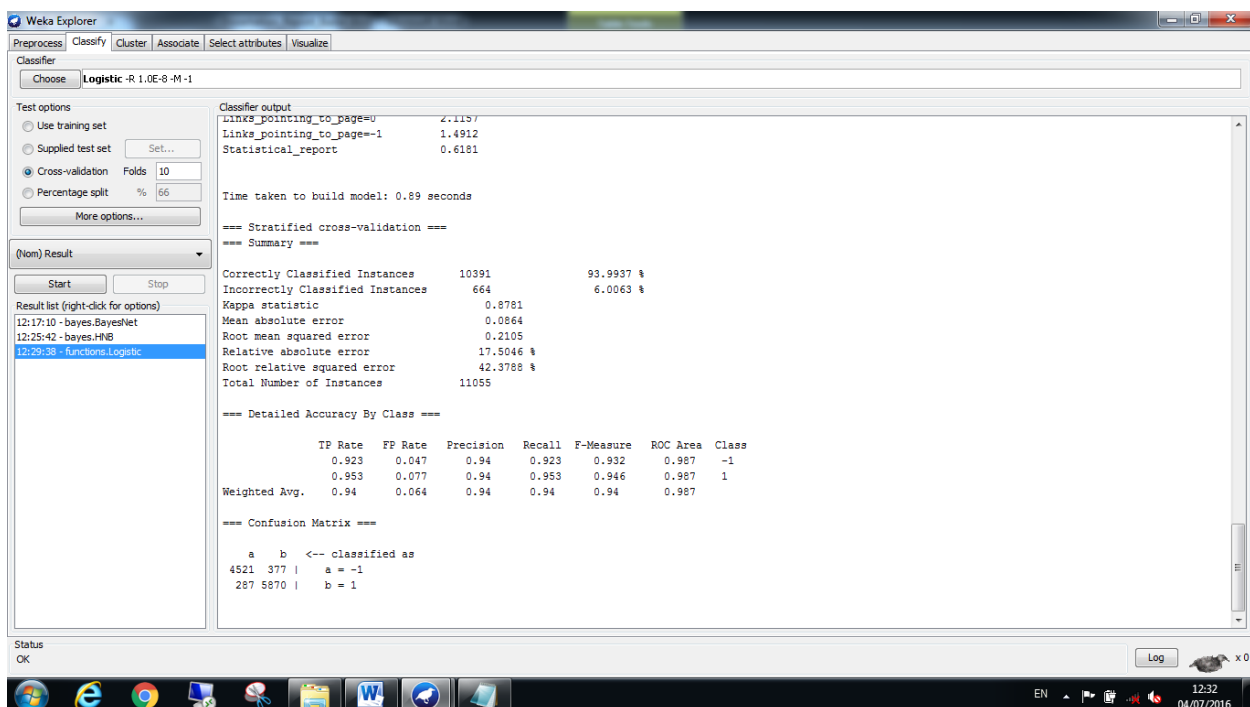 Weka Explorer
Preprocess Classify Cluster Associate Select attributes Visualize
Classifier
Choose Logistic -R 1.0E-8 -M -1
Test options
Use training set
Supplied test set Set...
Cross-validation Folds 10
Percentage split % 66
More options...
(Nom) Result
Start Stop
Result list (right-click for options)
12:17:10 - bayes.BayesNet
12:25:42 - bayes.HNB
12:29:38 - functions.Logistic
Classifier output
Links_pointing_to_page=0 2.1157
Links_pointing_to_page=-1 1.4912
Statistical_report 0.6181
Time taken to build model: 0.89 seconds
=== Stratified cross-validation ===
=== Summary ===
Correctly Classified Instances 10391 93.9937 %
Incorrectly Classified Instances 664 6.0063 %
Kappa statistic 0.8781
Mean absolute error 0.0864
Root mean squared error 0.2105
Relative absolute error 17.5046 %
Root relative squared error 42.3788 %
Total Number of Instances 11055
=== Detailed Accuracy By Class ===
TP Rate FP Rate Precision Recall F-Measure ROC Area Class
0.923 0.047 0.94 0.923 0.932 0.987 -1
0.953 0.077 0.94 0.953 0.946 0.987 1
Weighted Avg. 0.94 0.064 0.94 0.94 0.94 0.987
=== Confusion Matrix ===
a b <-- classified as
4521 377 | a = -1
287 5870 | b = 1
Status
OK
Log x 0
EN 12:32
04/07/2016